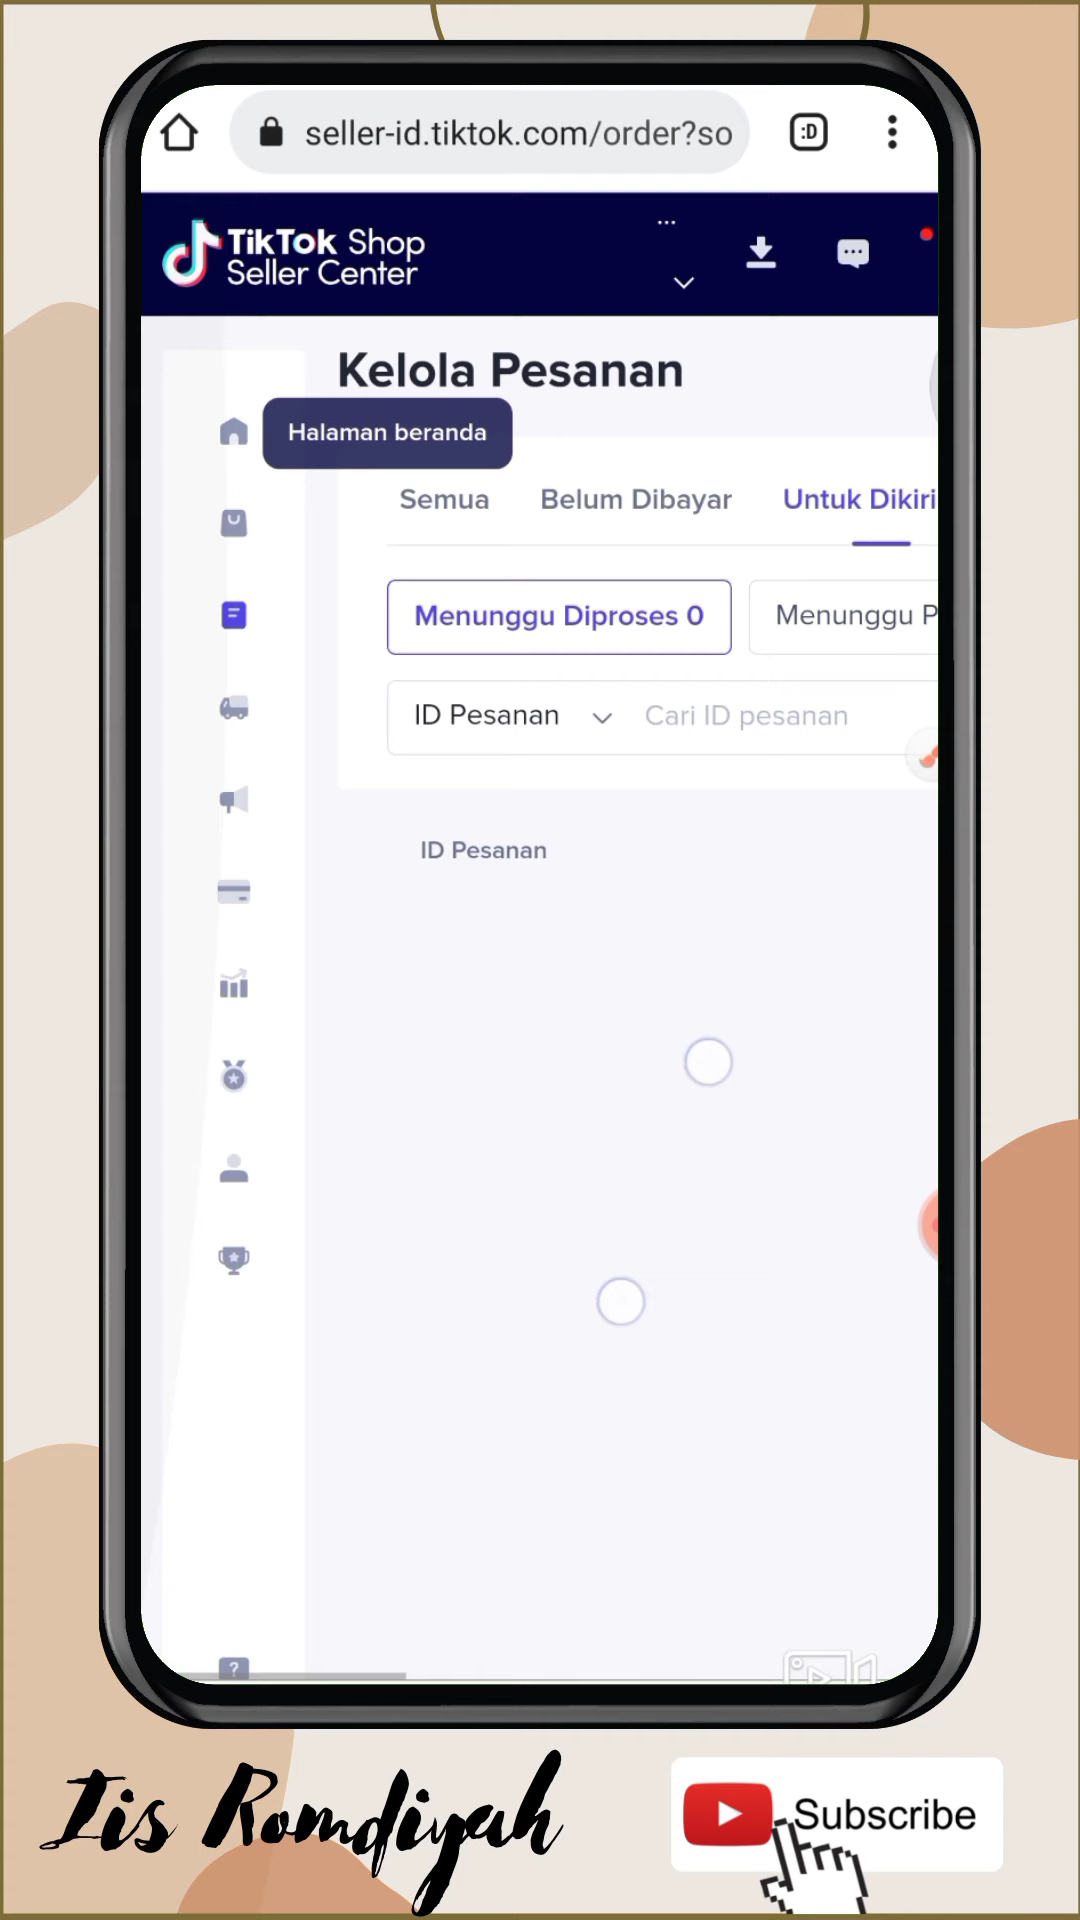 seller-id.tiktok.com/order?so
:D
TikTok Shop
Seller Center
Kelola Pesanan
Halaman beranda
Semua
Belum Dibayar
Untuk Dikiri
Menunggu Diproses 0
Menunggu P
ID Pesanan
Cari ID pesanan
ID Pesanan
?
Iis Romdiyah
Subscribe